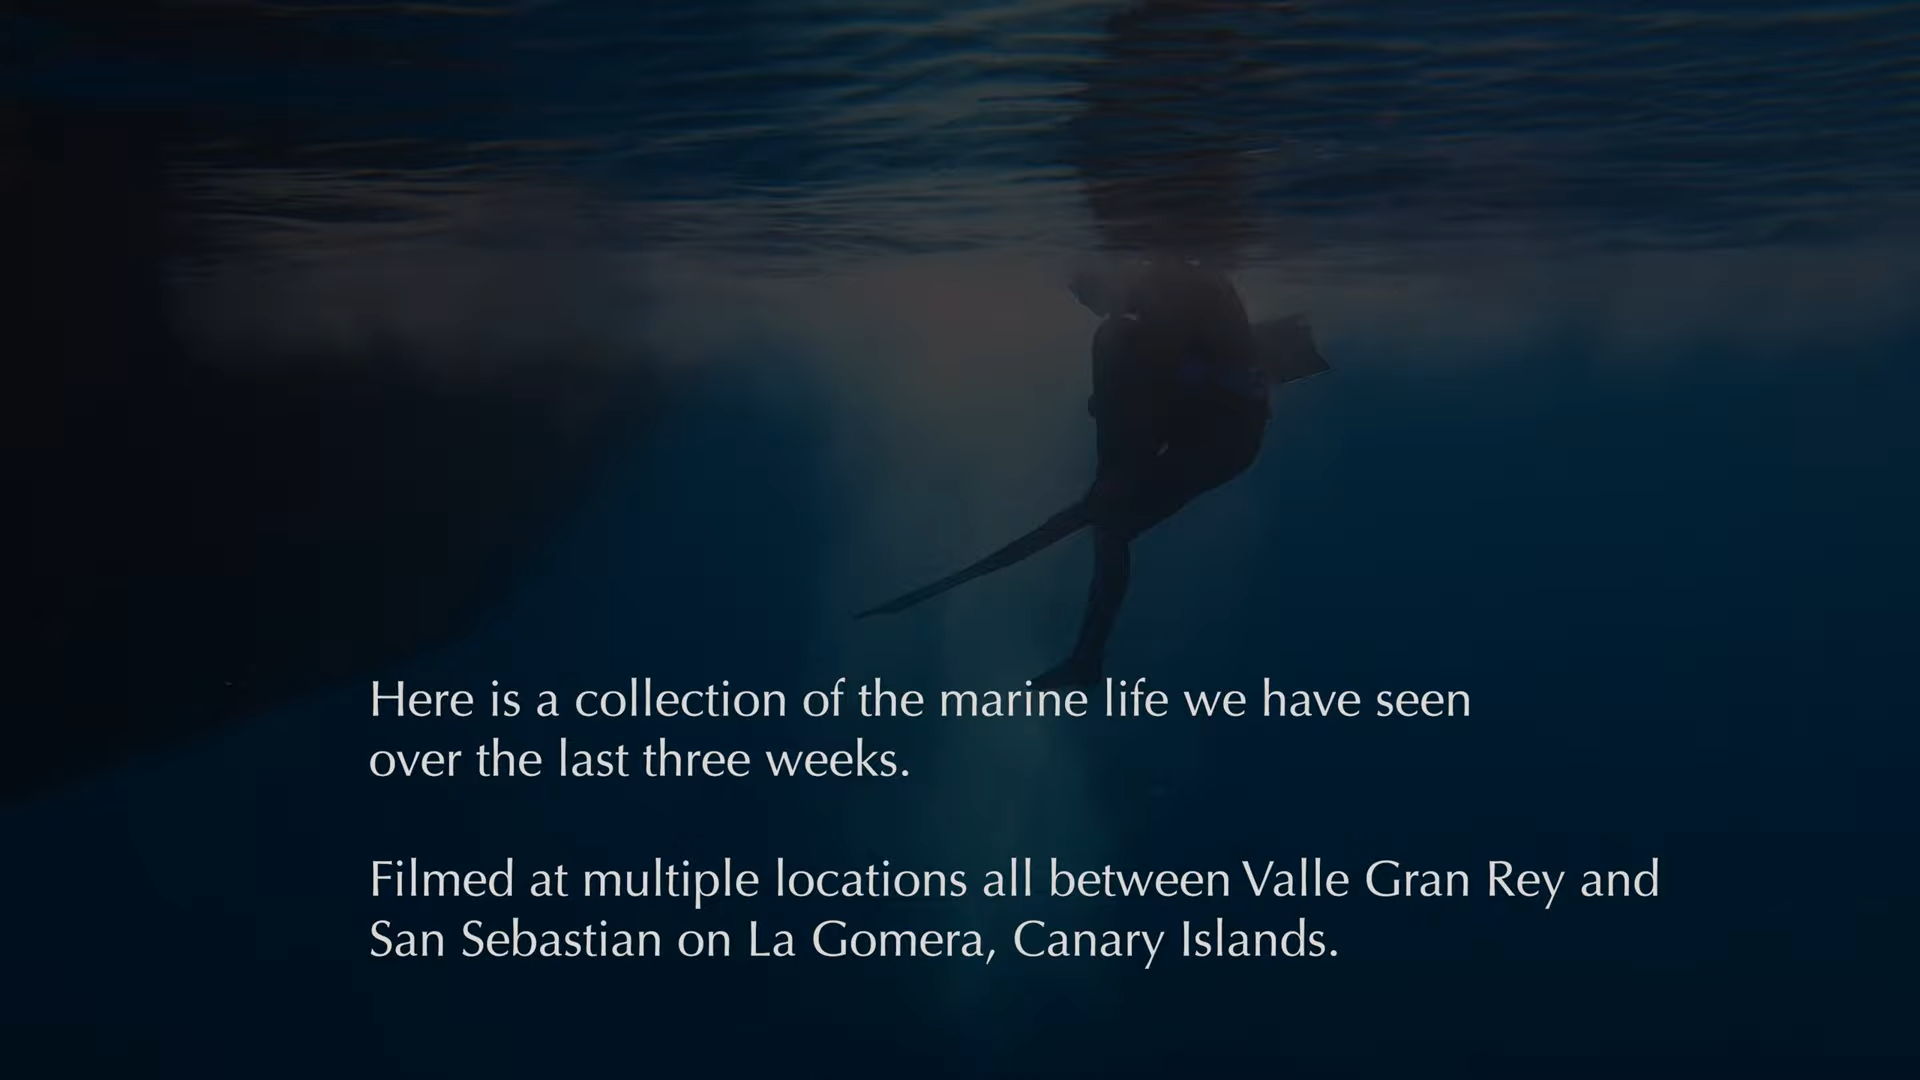 Here is a collection of the marine life we have seen
over the last three weeks.
Filmed at multiple locations all between Valle Gran Rey and
San Sebastian on La Gomera, Canary Islands.